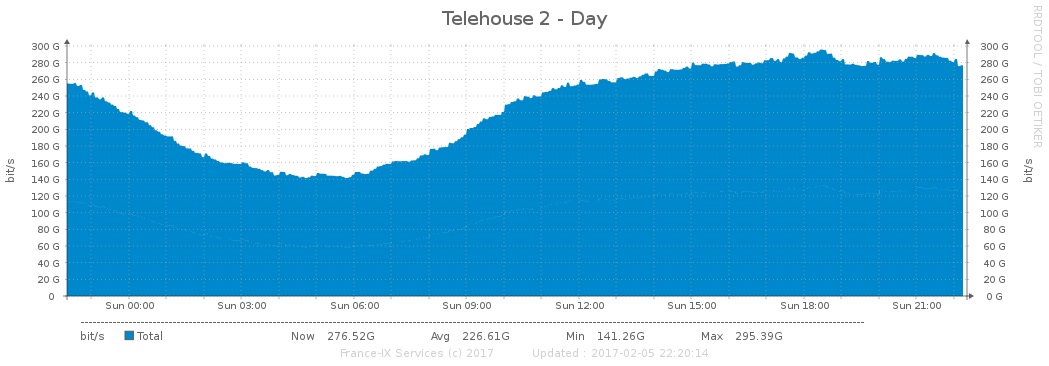 Telehouse 2 - Day
RRDTOOL / TOBI OETIKER
300 G 300 G
280 G 280 G
260 G 260 G
240 G 240 G
220 G 220 G
200 G 200 G
180 G 180 G
160 G 160 G
140 G 140 G
120 G 120 G
100 G 100 G
80 G 80 G
60 G 60 G
40 G 40 G
20 G 20 G
0 0 G
bit/s bit/s
Sun 00:00 Sun 03:00 Sun 06:00 Sun 09:00 Sun 12:00 Sun 15:00 Sun 18:00 Sun 21:00
bit/s Total Now 276.52G Avg 226.61G Min 141.26G Max 295.39G
France-IX Services (c) 2017 Updated : 2017-02-05 22:20:14